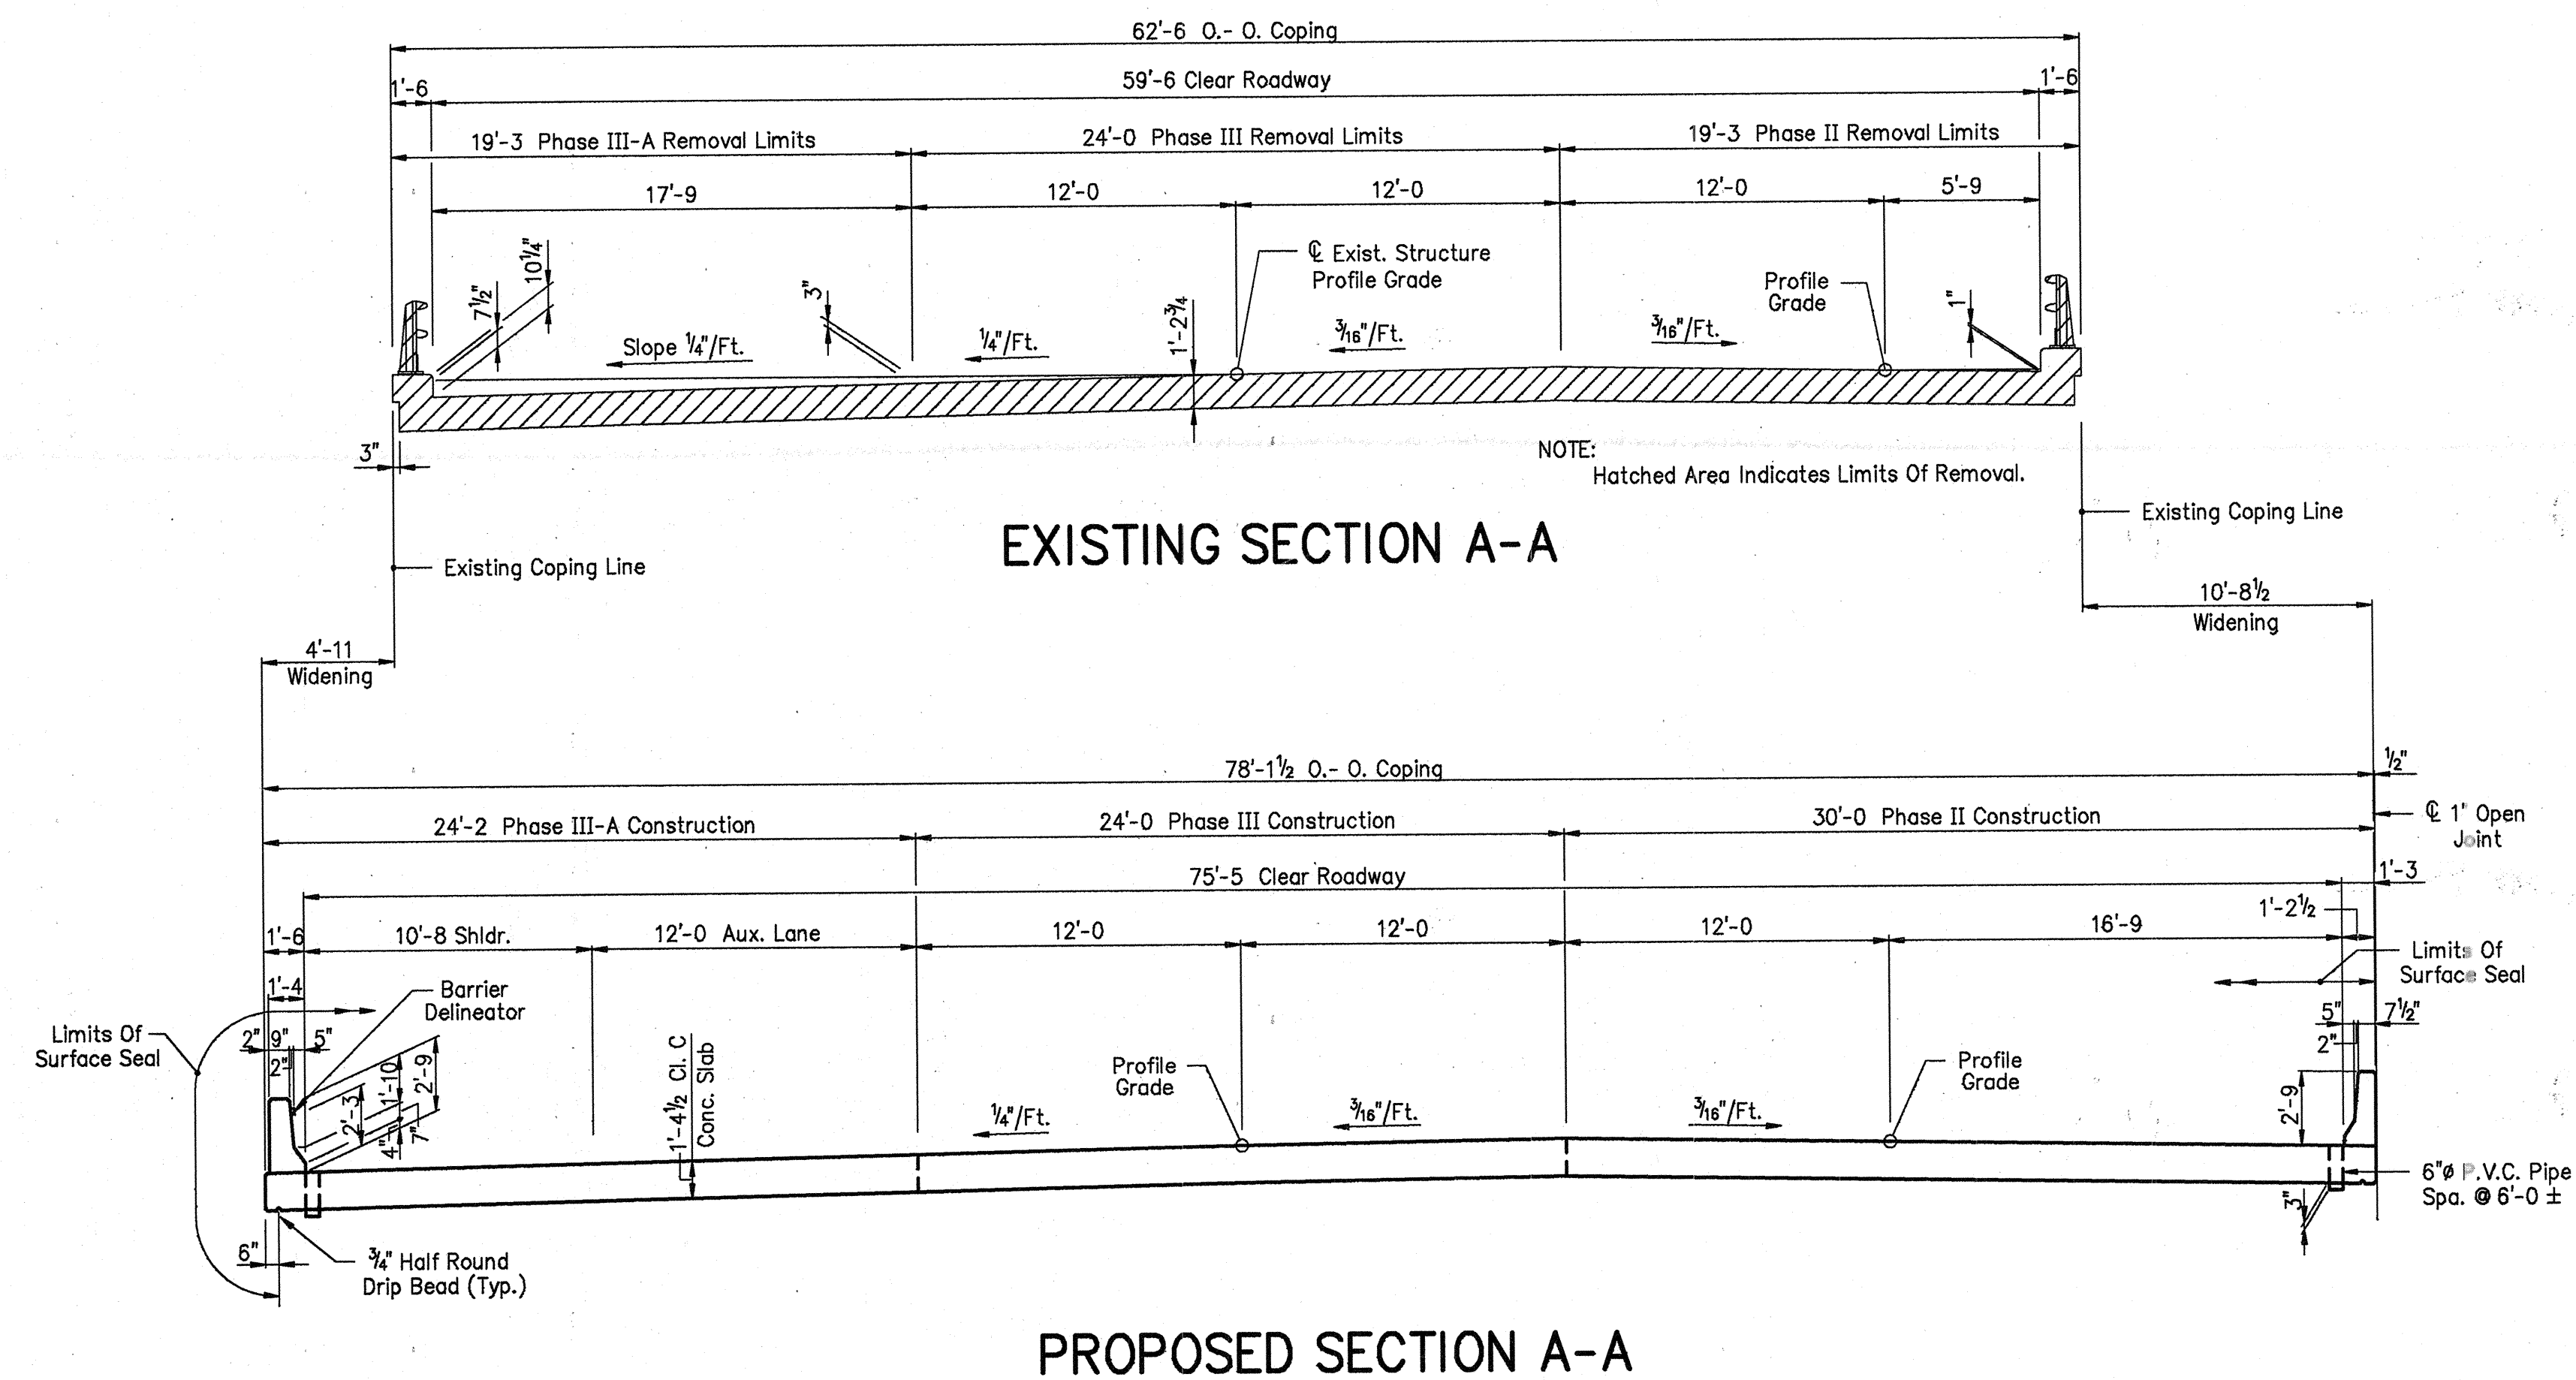 62'-6 O.- O. Coping
1'-6
59'-6 Clear Roadway
1'-6
19'-3 Phase III-A Removal Limits
24'-0 Phase III Removal Limits
19'-3 Phase II Removal Limits
17'-9
12'-0
12'-0
12'-0
5'-9
7½"
10¼"
3"
℄ Exist. Structure
Profile Grade
Profile
Grade
1"
Slope ¼"/Ft.
¼"/Ft.
1'-2¾
3/16"/Ft.
3/16"/Ft.
3"
NOTE:
Hatched Area Indicates Limits Of Removal.
EXISTING SECTION A-A
Existing Coping Line
Existing Coping Line
10'-8½
Widening
4'-11
Widening
78'-1½ O.- O. Coping
½"
24'-2 Phase III-A Construction
24'-0 Phase III Construction
30'-0 Phase II Construction
℄ 1" Open
Joint
75'-5 Clear Roadway
1'-3
1'-2½
1'-6
10'-8 Shldr.
12'-0 Aux. Lane
12'-0
12'-0
12'-0
16'-9
Limits Of
Surface Seal
1'-4
Barrier
Delineator
Limits Of
Surface Seal
2"
9"
5"
2"
5"
7½"
2"
2'-3
1'-10
2'-9
4"
7"
1'-4½ Cl. C
Conc. Slab
Profile
Grade
Profile
Grade
2'-9
¼"/Ft.
3/16"/Ft.
3/16"/Ft.
6"ø P.V.C. Pipe
Spa. @ 6'-0 ±
3"
6"
¾" Half Round
Drip Bead (Typ.)
PROPOSED SECTION A-A